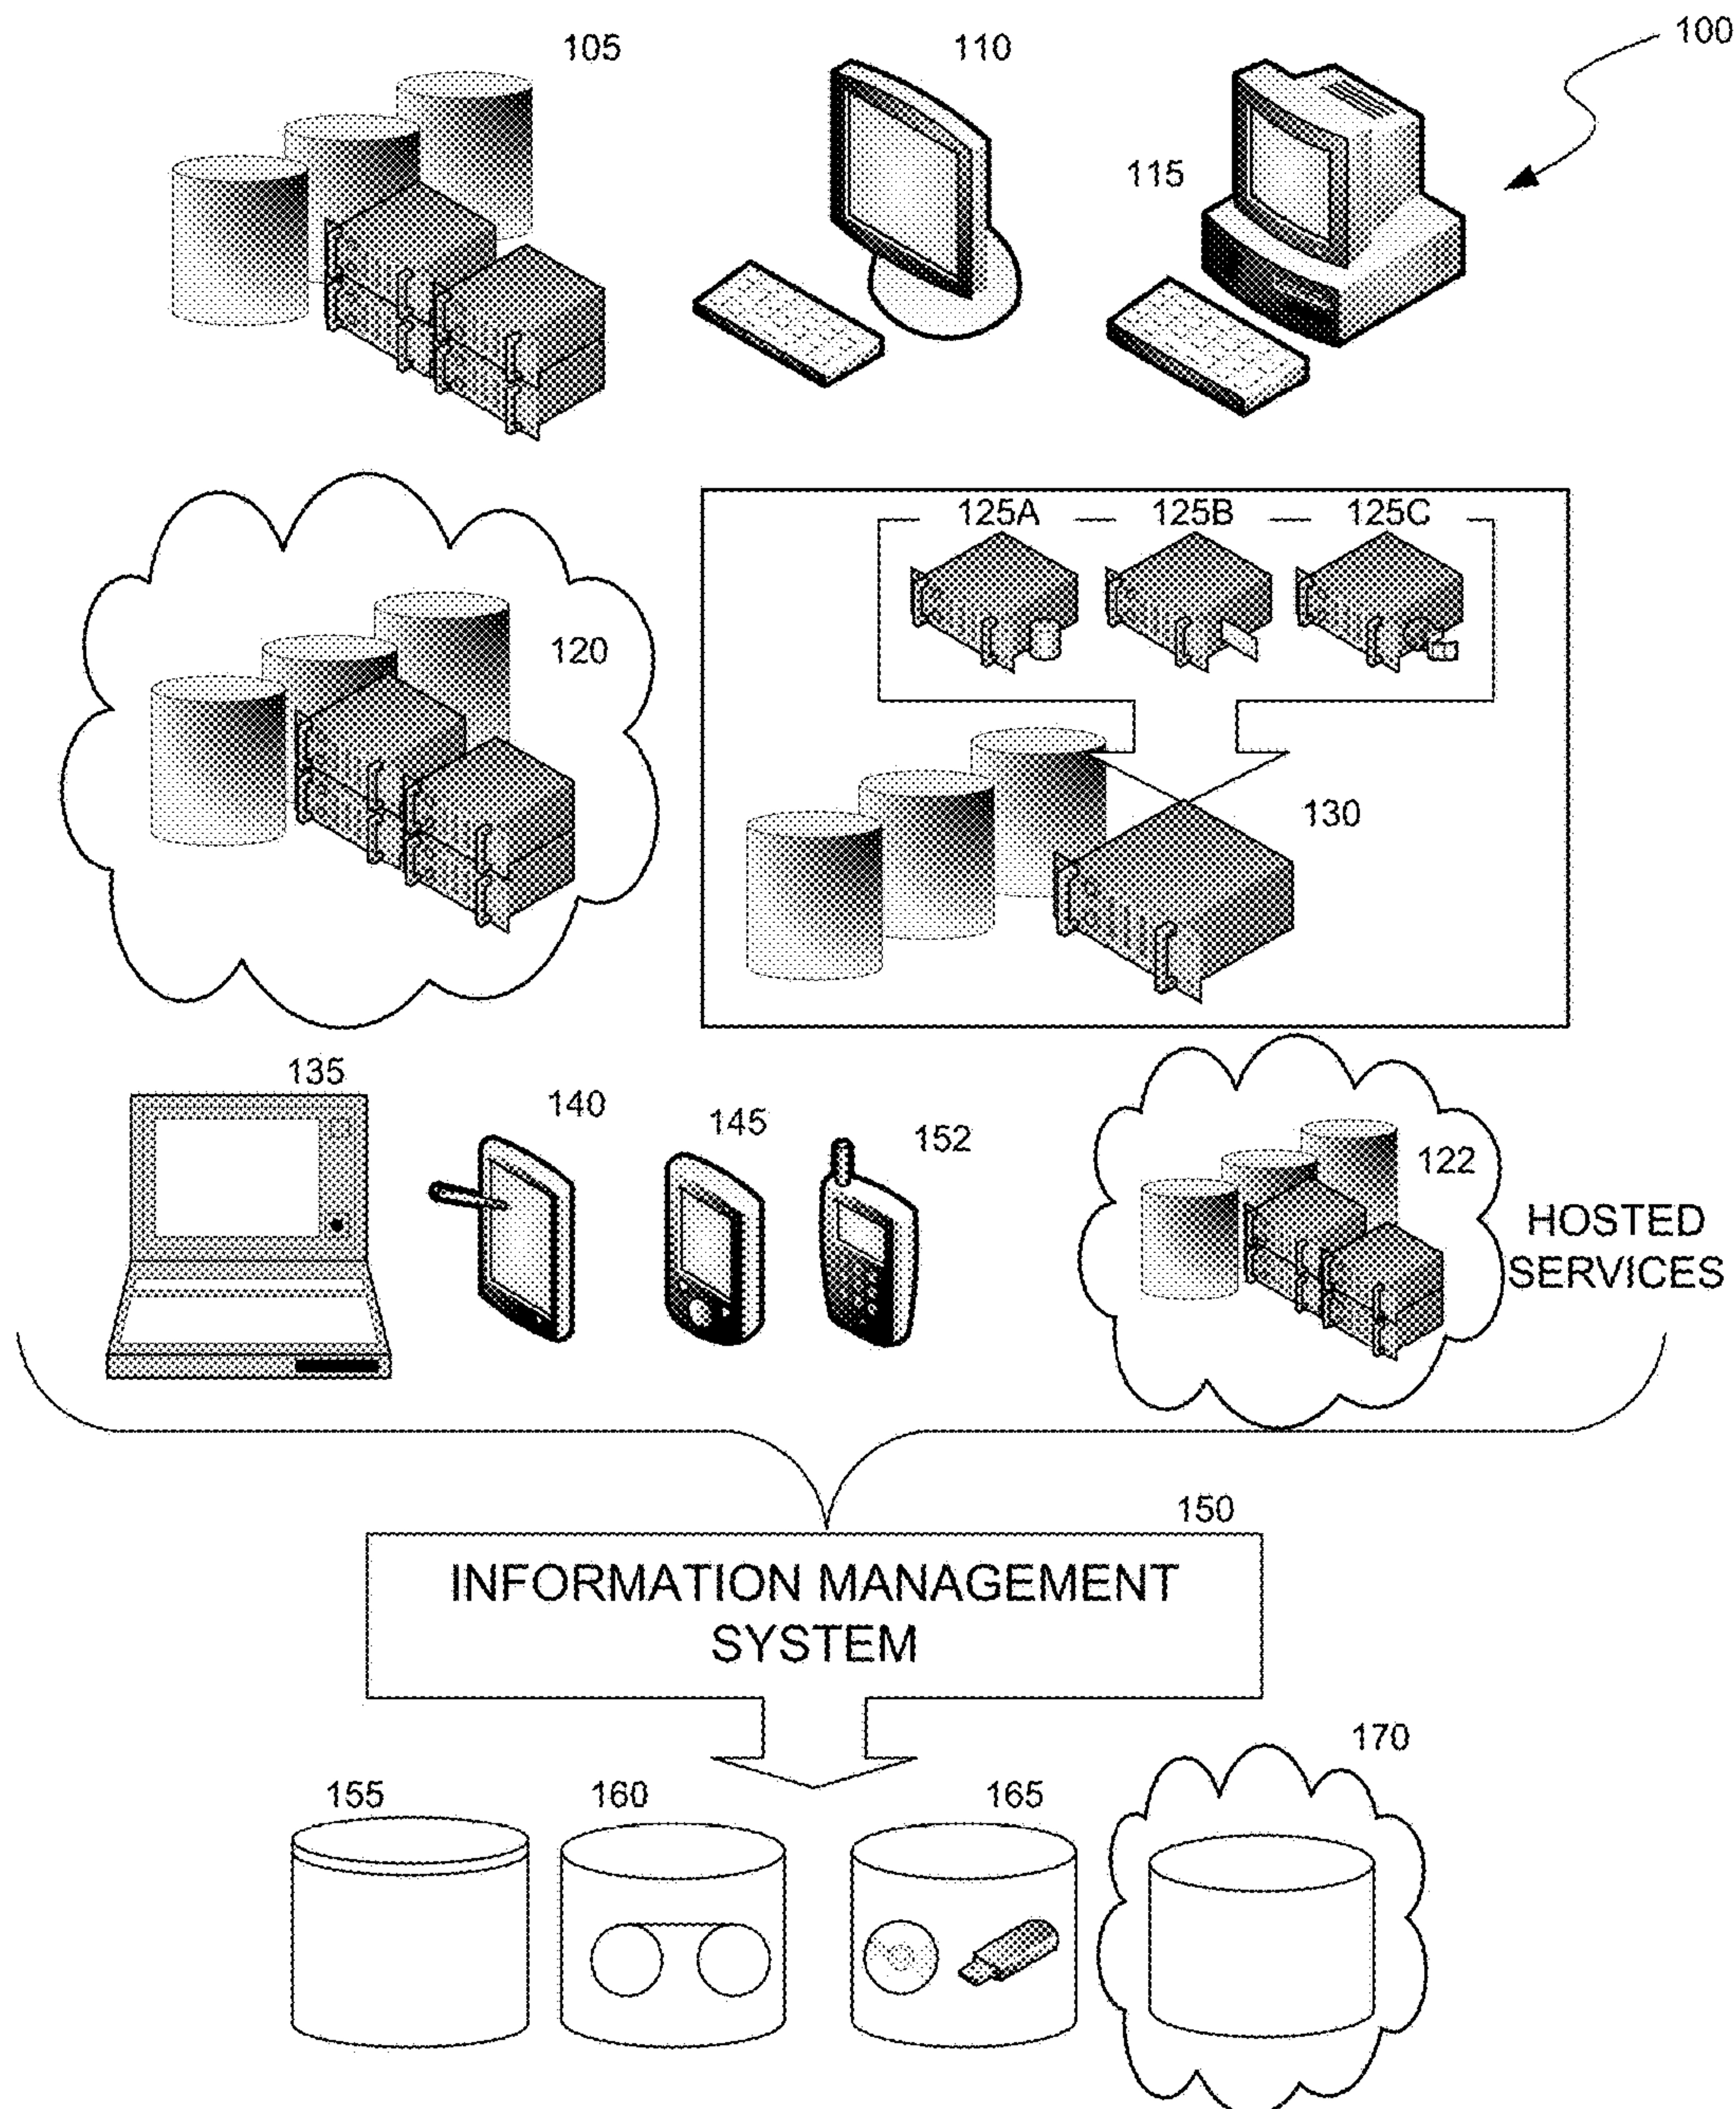 100
105
110
115
125A
125B
125C
120
130
135
140
145
152
122
HOSTED
SERVICES
150
INFORMATION MANAGEMENT
SYSTEM
170
155
160
165